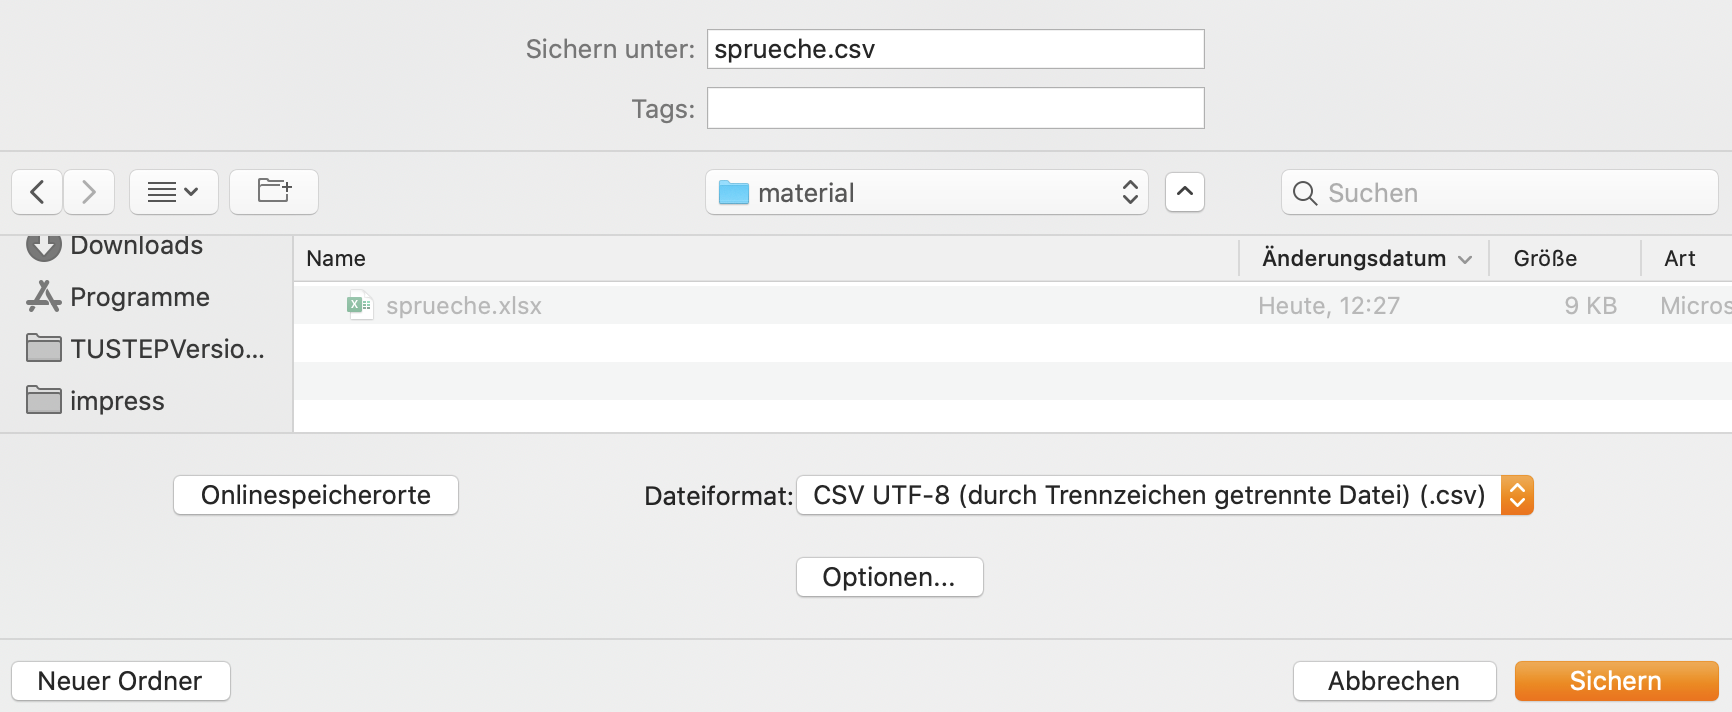 Sichern unter: sprueche.csv
Tags:
material
Suchen
Downloads
Programme
TUSTEPVersio...
impress
Name Änderungsdatum Größe Art
sprueche.xlsx Heute, 12:27 9 KB Micros
Onlinespeicherorte
Dateiformat: CSV UTF-8 (durch Trennzeichen getrennte Datei) (.csv)
Optionen...
Neuer Ordner
Abbrechen
Sichern